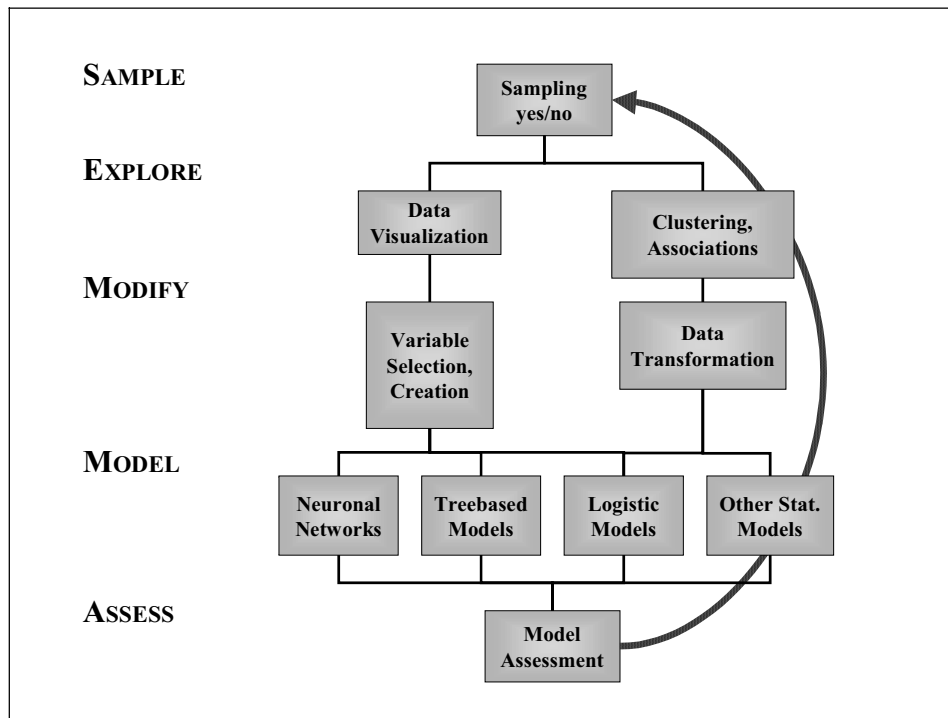 SAMPLE
Sampling
yes/no
EXPLORE
Data
Visualization
Clustering,
Associations
MODIFY
Variable
Selection,
Creation
Data
Transformation
MODEL
Neuronal
Networks
Treebased
Models
Logistic
Models
Other Stat.
Models
ASSESS
Model
Assessment